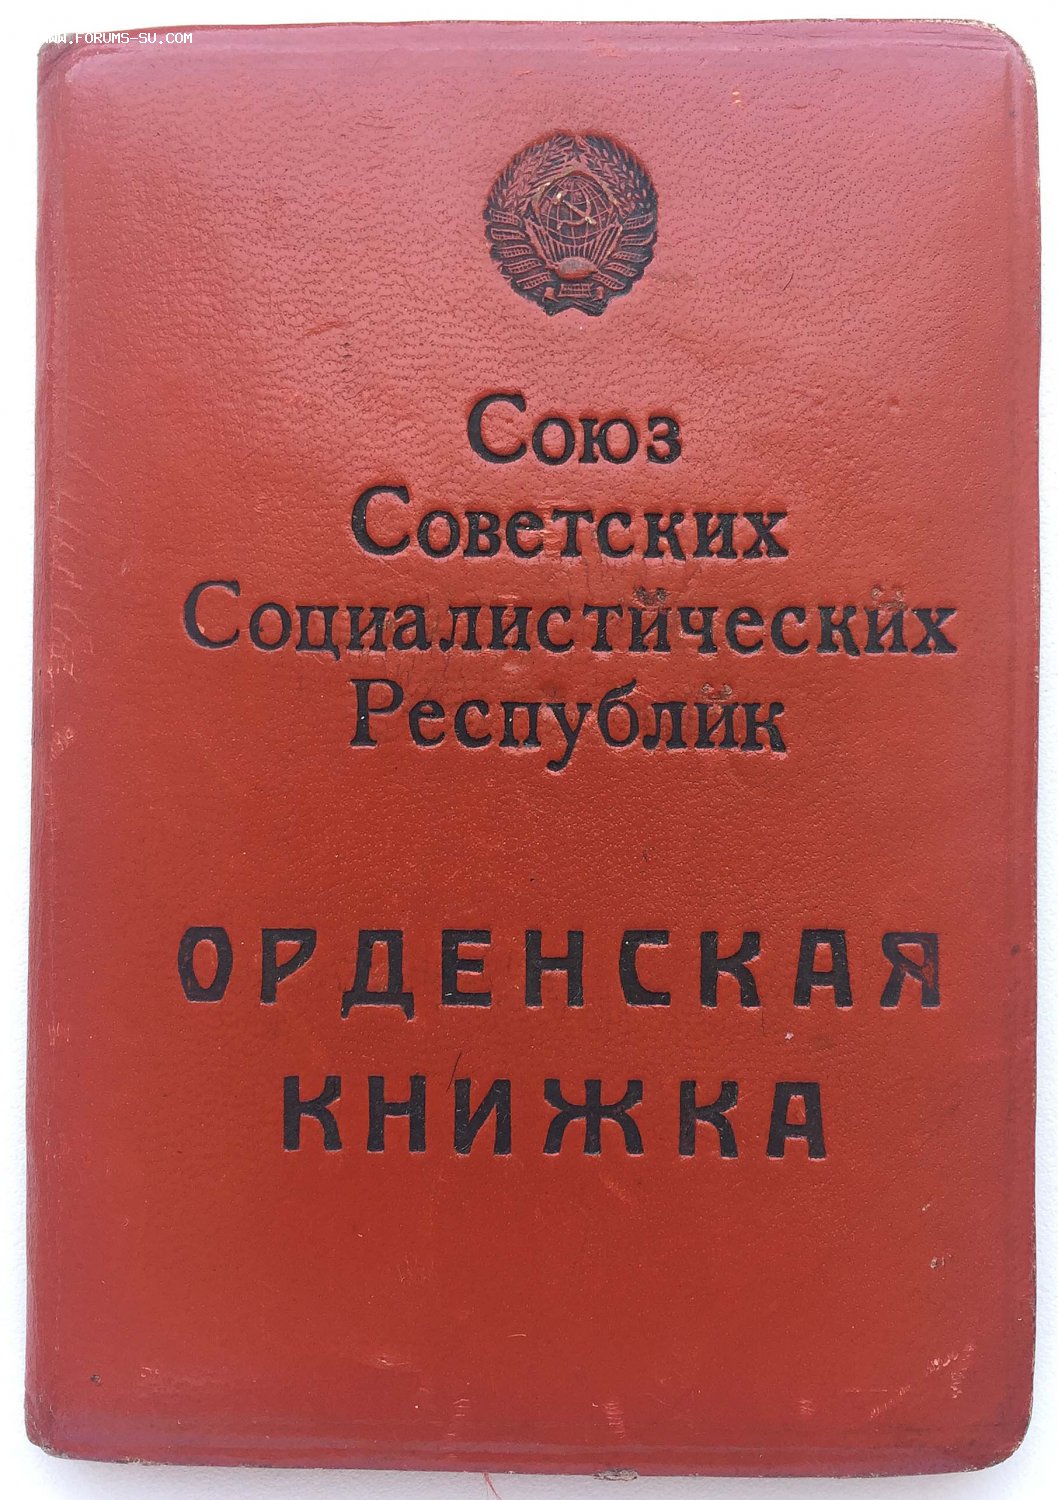 WWW.FORUMS-SU.COM
Союз
Советских
Социалистических
Республик
ОРДЕНСКАЯ
КНИЖКА